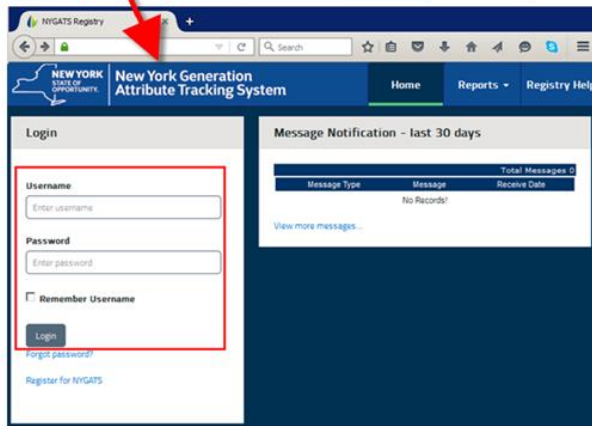 NYGATS Registry
Search
NEW YORK
STATE OF
OPPORTUNITY.
New York Generation
Attribute Tracking System
Home
Reports
Registry Help
Login
Username
Enter username
Password
Enter password
Remember Username
Login
Forgot password?
Register for NYGATS
Message Notification - last 30 days
Total Messages 0
Message Type Message Receive Date
No Records!
View more messages...